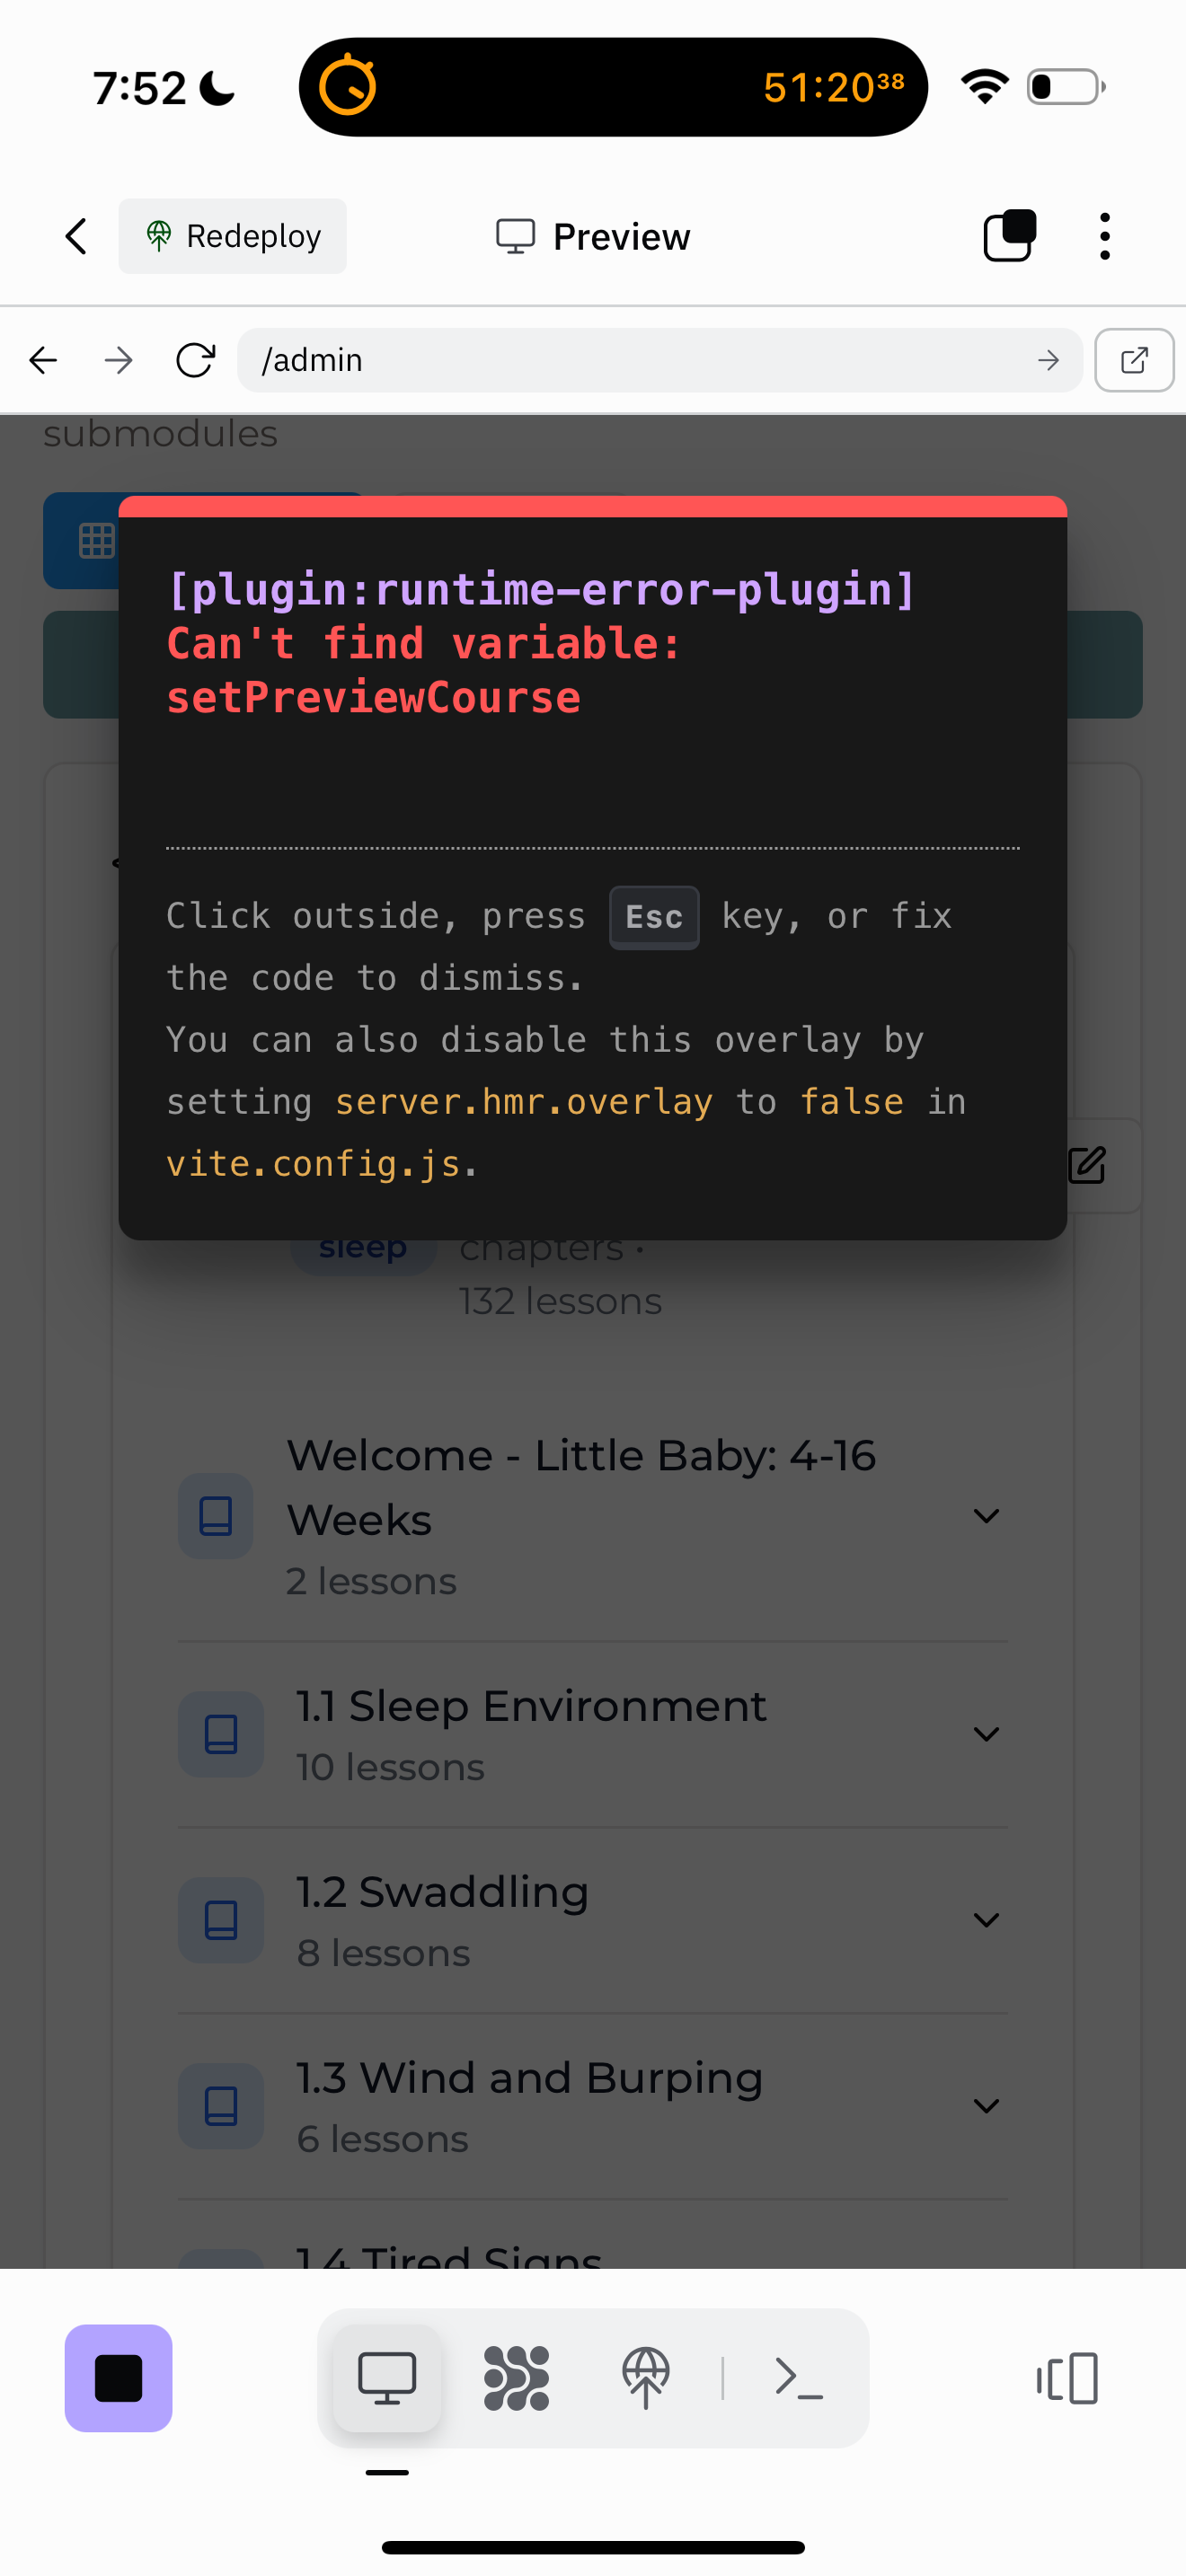 7:52
51:20³⁸
Redeploy
Preview
/admin
submodules
[plugin:runtime-error-plugin]
Can't find variable:
setPreviewCourse
Click outside, press Esc key, or fix
the code to dismiss.
You can also disable this overlay by
setting server.hmr.overlay to false in
vite.config.js.
sleep
chapters •
132 lessons
Welcome - Little Baby: 4-16
Weeks
2 lessons
1.1 Sleep Environment
10 lessons
1.2 Swaddling
8 lessons
1.3 Wind and Burping
6 lessons
1.4 Tired Signs